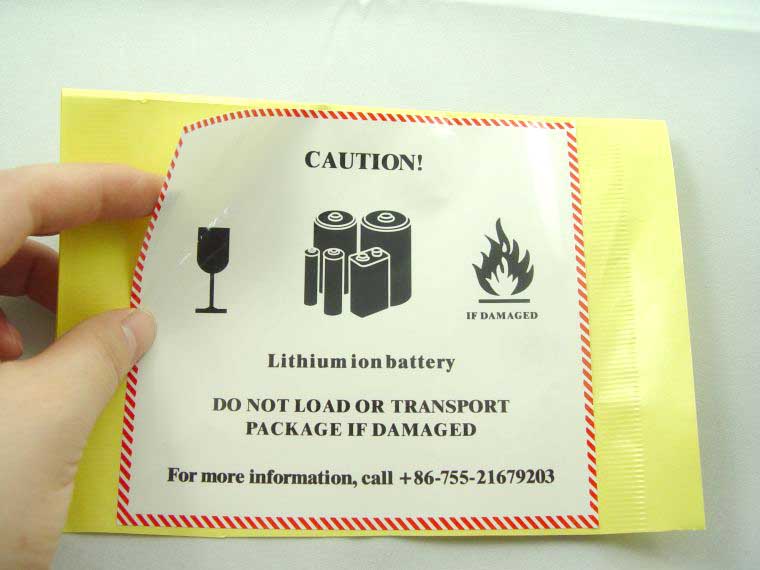 CAUTION!
IF DAMAGED
Lithium ion battery
DO NOT LOAD OR TRANSPORT
PACKAGE IF DAMAGED
For more information, call +86-755-21679203